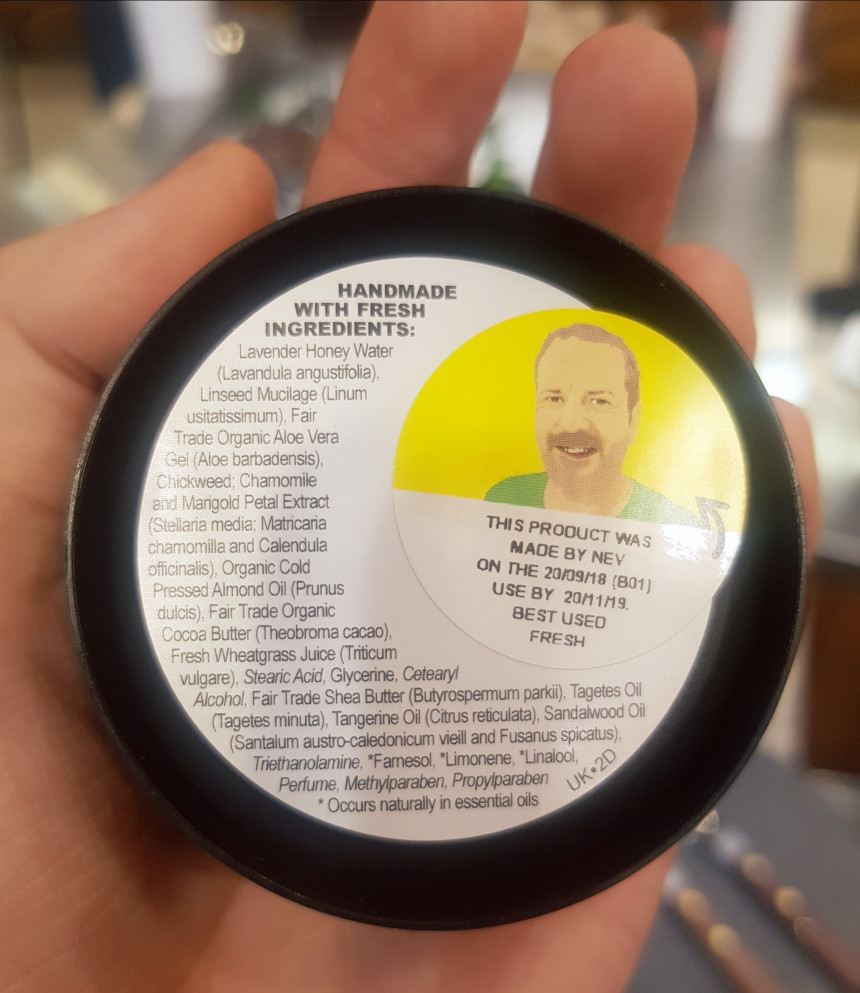 HANDMADE
WITH FRESH
INGREDIENTS:
Lavender Honey Water
(Lavandula angustifolia),
Linseed Mucilage (Linum
usitatissimum), Fair
Trade Organic Aloe Vera
Gel (Aloe barbadensis),
Chickweed; Chamomile
and Marigold Petal Extract
(Stellaria media; Matricaria
chamomilla and Calendula
officinalis), Organic Cold
Pressed Almond Oil (Prunus
dulcis), Fair Trade Organic
Cocoa Butter (Theobroma cacao),
Fresh Wheatgrass Juice (Triticum
vulgare), Stearic Acid, Glycerine, Cetearyl
Alcohol, Fair Trade Shea Butter (Butyrospermum parkii), Tagetes Oil
(Tagetes minuta), Tangerine Oil (Citrus reticulata), Sandalwood Oil
(Santalum austro-caledonicum vieill and Fusanus spicatus),
Triethanolamine, *Farnesol, *Limonene, *Linalool,
Perfume, Methylparaben, Propylparaben
* Occurs naturally in essential oils
UK•2D
THIS PRODUCT WAS
MADE BY NEV
ON THE 20/09/18 (B01)
USE BY 20/11/19.
BEST USED
FRESH